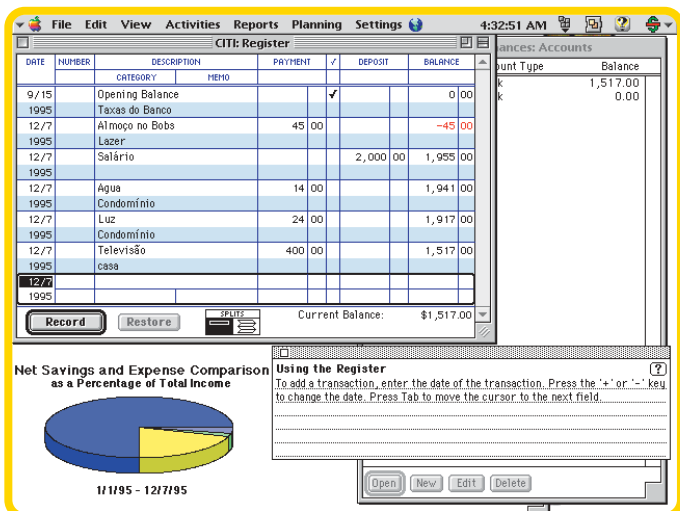 File Edit View Activities Reports Planning Settings 4:32:51 AM
CITI: Register
DATE NUMBER DESCRIPTION PAYMENT √ DEPOSIT BALANCE
CATEGORY MEMO
9/15 Opening Balance √ 0 00
1995 Taxas do Banco
12/7 Almoço no Bobs 45 00 -45 00
1995 Lazer
12/7 Salário 2,000 00 1,955 00
1995
12/7 Agua 14 00 1,941 00
1995 Condomínio
12/7 Luz 24 00 1,917 00
1995 Condomínio
12/7 Televisão 400 00 1,517 00
1995 casa
12/7
1995
Record Restore SPLITS Current Balance: $1,517.00
ances: Accounts
unt Type Balance
k 1,517.00
k 0.00
Net Savings and Expense Comparison
as a Percentage of Total Income
1/1/95 - 12/7/95
Using the Register ?
To add a transaction, enter the date of the transaction. Press the '+' or '-' key
to change the date. Press Tab to move the cursor to the next field.
Open New Edit Delete